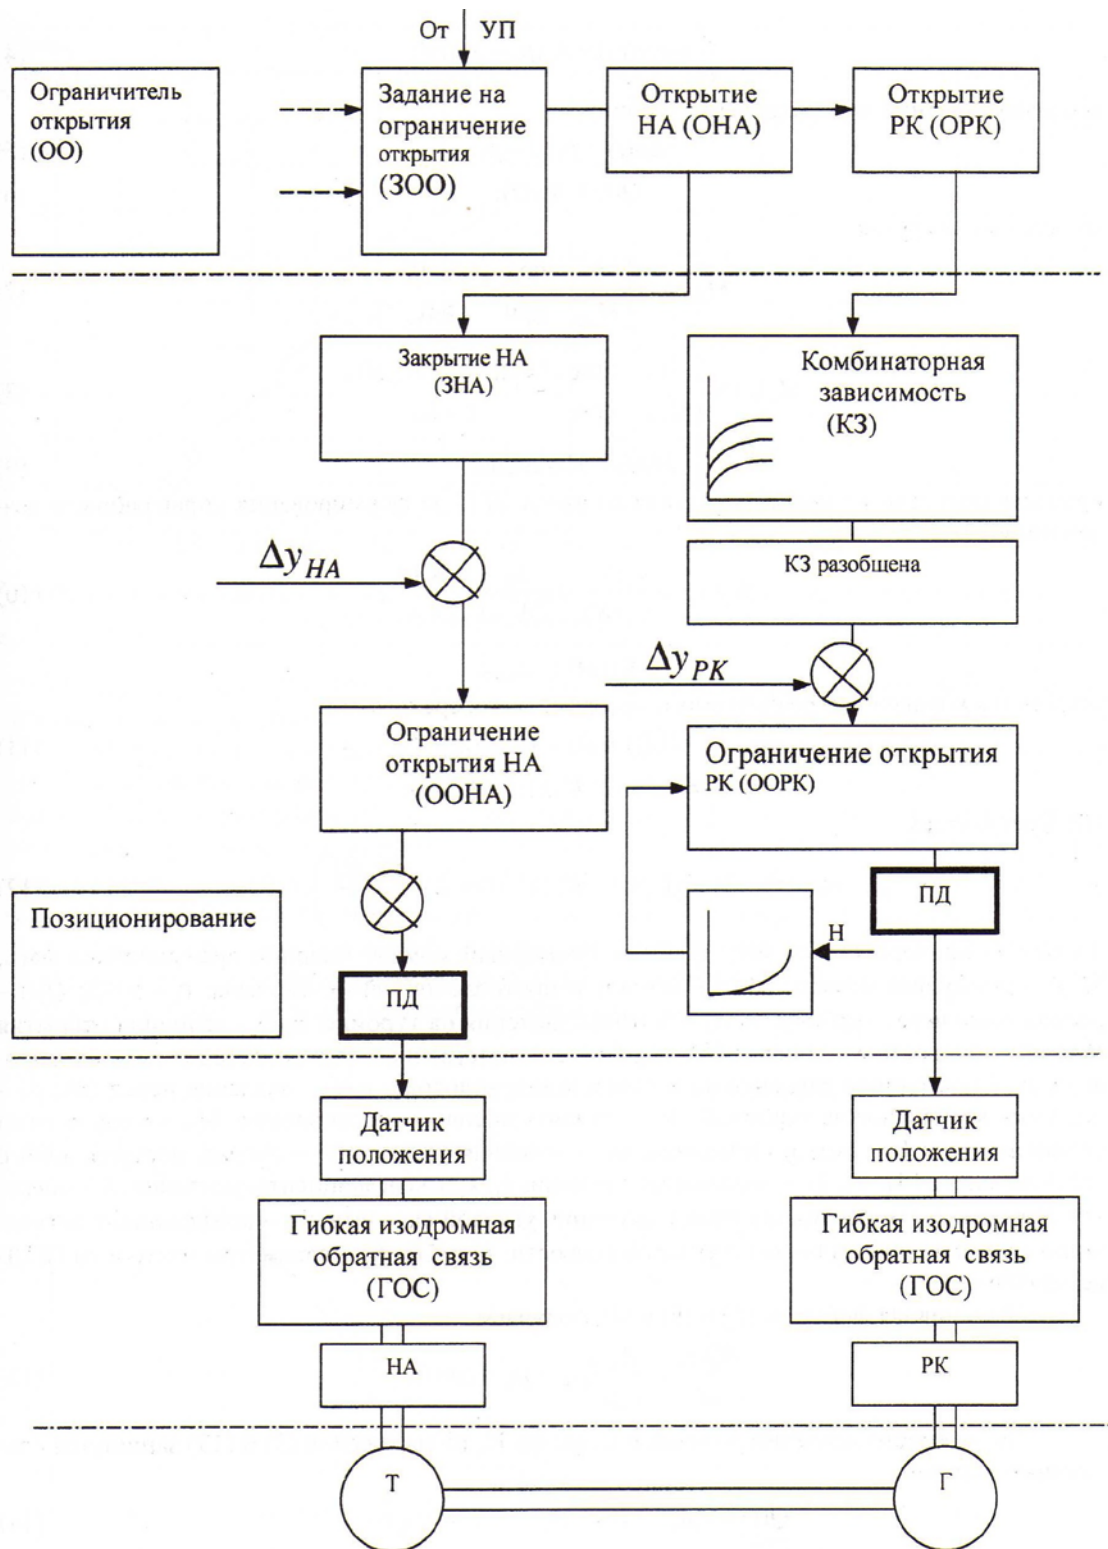 От УП
Ограничитель
открытия
(ОО)
Задание на
ограничение
открытия
(ЗОО)
Открытие
НА (ОНА)
Открытие
РК (ОРК)
Закрытие НА
(ЗНА)
Комбинаторная
зависимость
(КЗ)
ΔyНА
КЗ разобщена
ΔyРК
Ограничение
открытия НА
(ООНА)
Ограничение открытия
РК (ООРК)
Позиционирование
ПД
Н
ПД
Датчик
положения
Датчик
положения
Гибкая изодромная
обратная связь
(ГОС)
Гибкая изодромная
обратная связь
(ГОС)
НА
РК
Т
Г